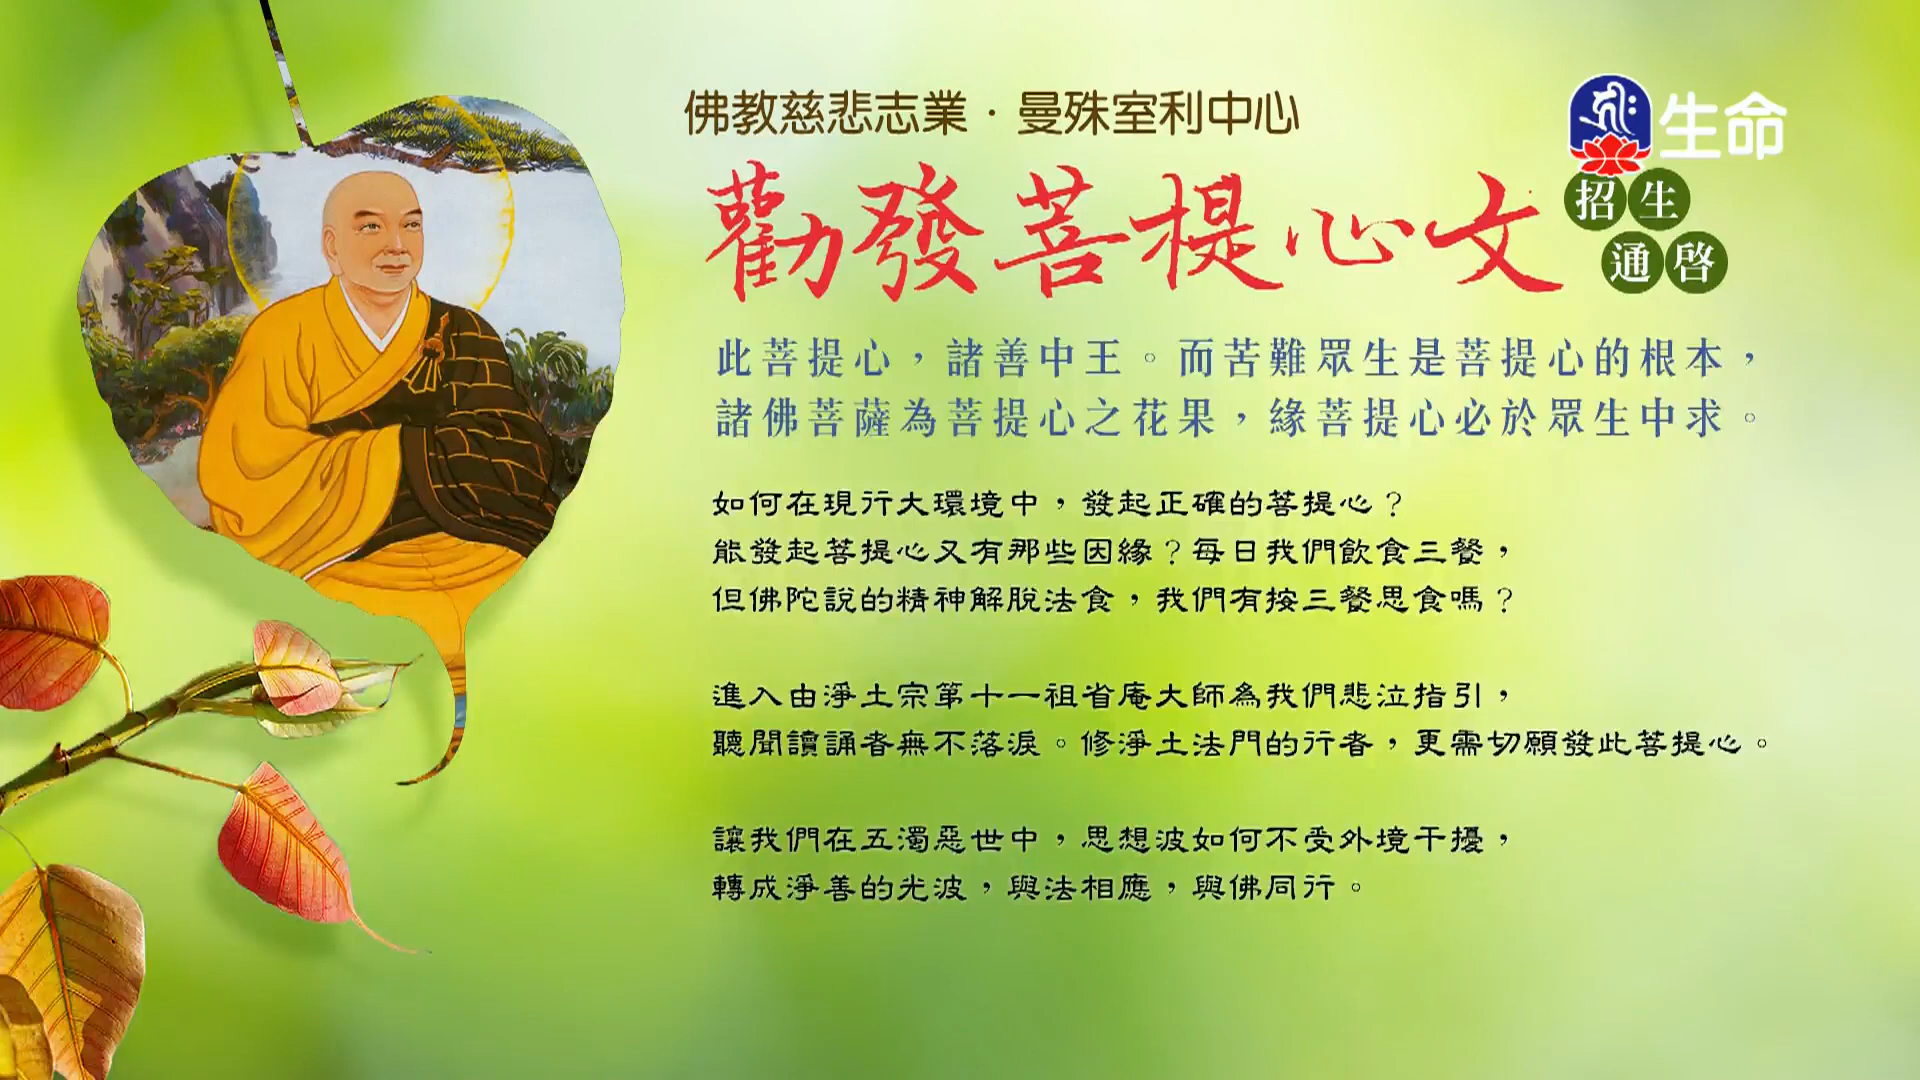 佛教慈悲志業·曼殊室利中心
生命
勸發菩提心文
招生
通啓
此菩提心，諸善中王。而苦難眾生是菩提心的根本，
諸佛菩薩為菩提心之花果，緣菩提心必於眾生中求。
如何在現行大環境中，發起正確的菩提心？
能發起菩提心又有那些因緣？每日我們飲食三餐，
但佛陀說的精神解脫法食，我們有按三餐思食嗎？
進入由淨土宗第十一祖省庵大師為我們悲泣指引，
聽聞讀誦者無不落淚。修淨土法門的行者，更需切願發此菩提心。
讓我們在五濁惡世中，思想波如何不受外境干擾，
轉成淨善的光波，與法相應，與佛同行。